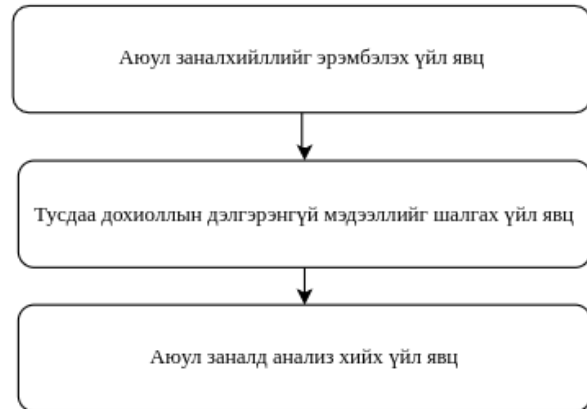 Аюул заналхийллийг эрэмбэлэх үйл явц
Тусдаа дохиоллын дэлгэрэнгүй мэдээллийг шалгах үйл явц
Аюул заналд анализ хийх үйл явц